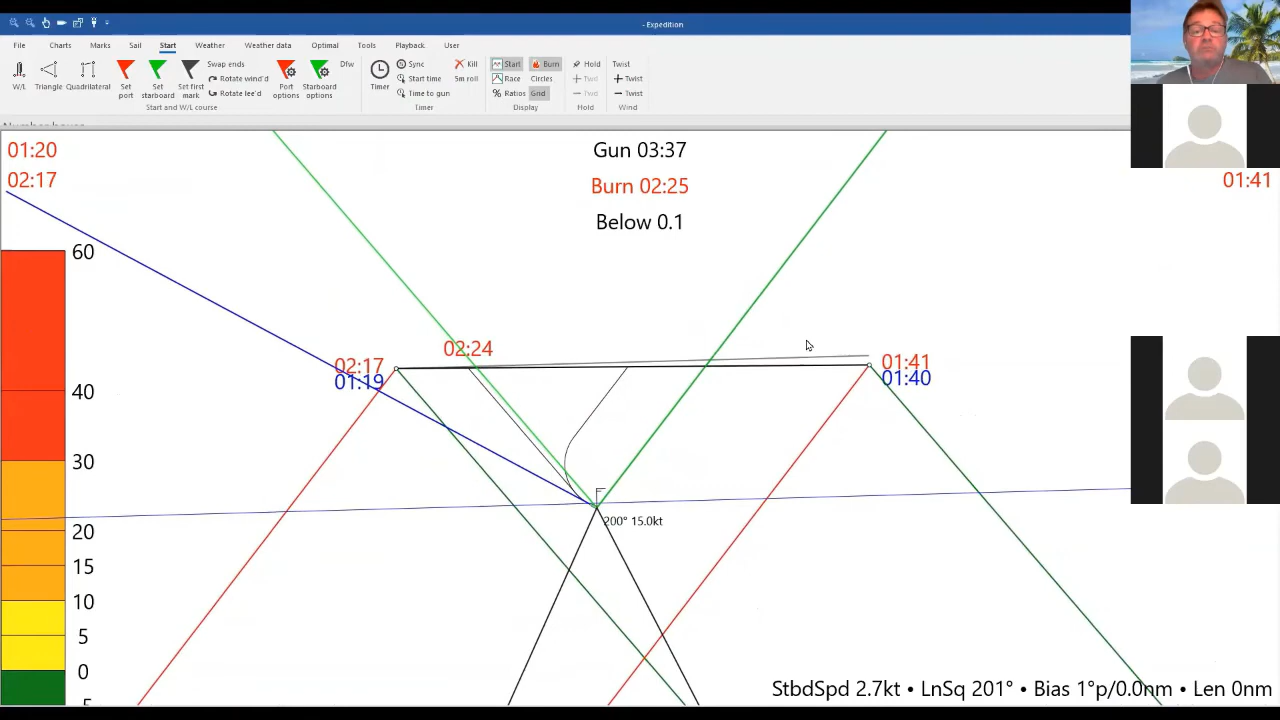 - Expedition
File Charts Marks Sail Start Weather Weather data Optimal Tools Playback User
W/L Triangle Quadrilateral Set port Set starboard Set first mark Swap ends Rotate wind'd Rotate lee'd Port options Starboard options Dfw
Timer Sync Start time Time to gun Kill 5m roll
Start Burn Race Circles Ratios Grid Hold Twd Twd Twist Twist Twist
Start and W/L course Timer Display Hold Wind
01:20
02:17
Gun 03:37
Burn 02:25
Below 0.1
01:41
60
40
30
20
15
10
5
0
02:24
02:17
01:19
01:41
01:40
200° 15.0kt
StbdSpd 2.7kt • LnSq 201° • Bias 1°p/0.0nm • Len 0nm